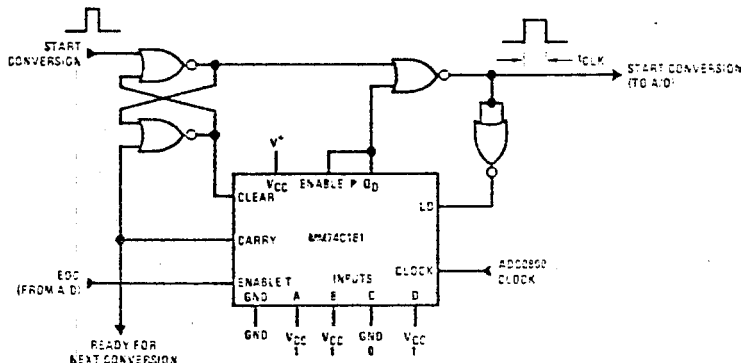 START
CONVERSION
tCLK
START CONVERSION
(TO A/D)
V+
VCC
ENABLE P QD
CLEAR
LD
CARRY
MM74C161
EOC
(FROM A/D)
ENABLE T
INPUTS
CLOCK
CLOCK
GND
A
B
C
D
GND
VCC
1
VCC
1
GND
0
VCC
1
READY FOR
NEXT CONVERSION